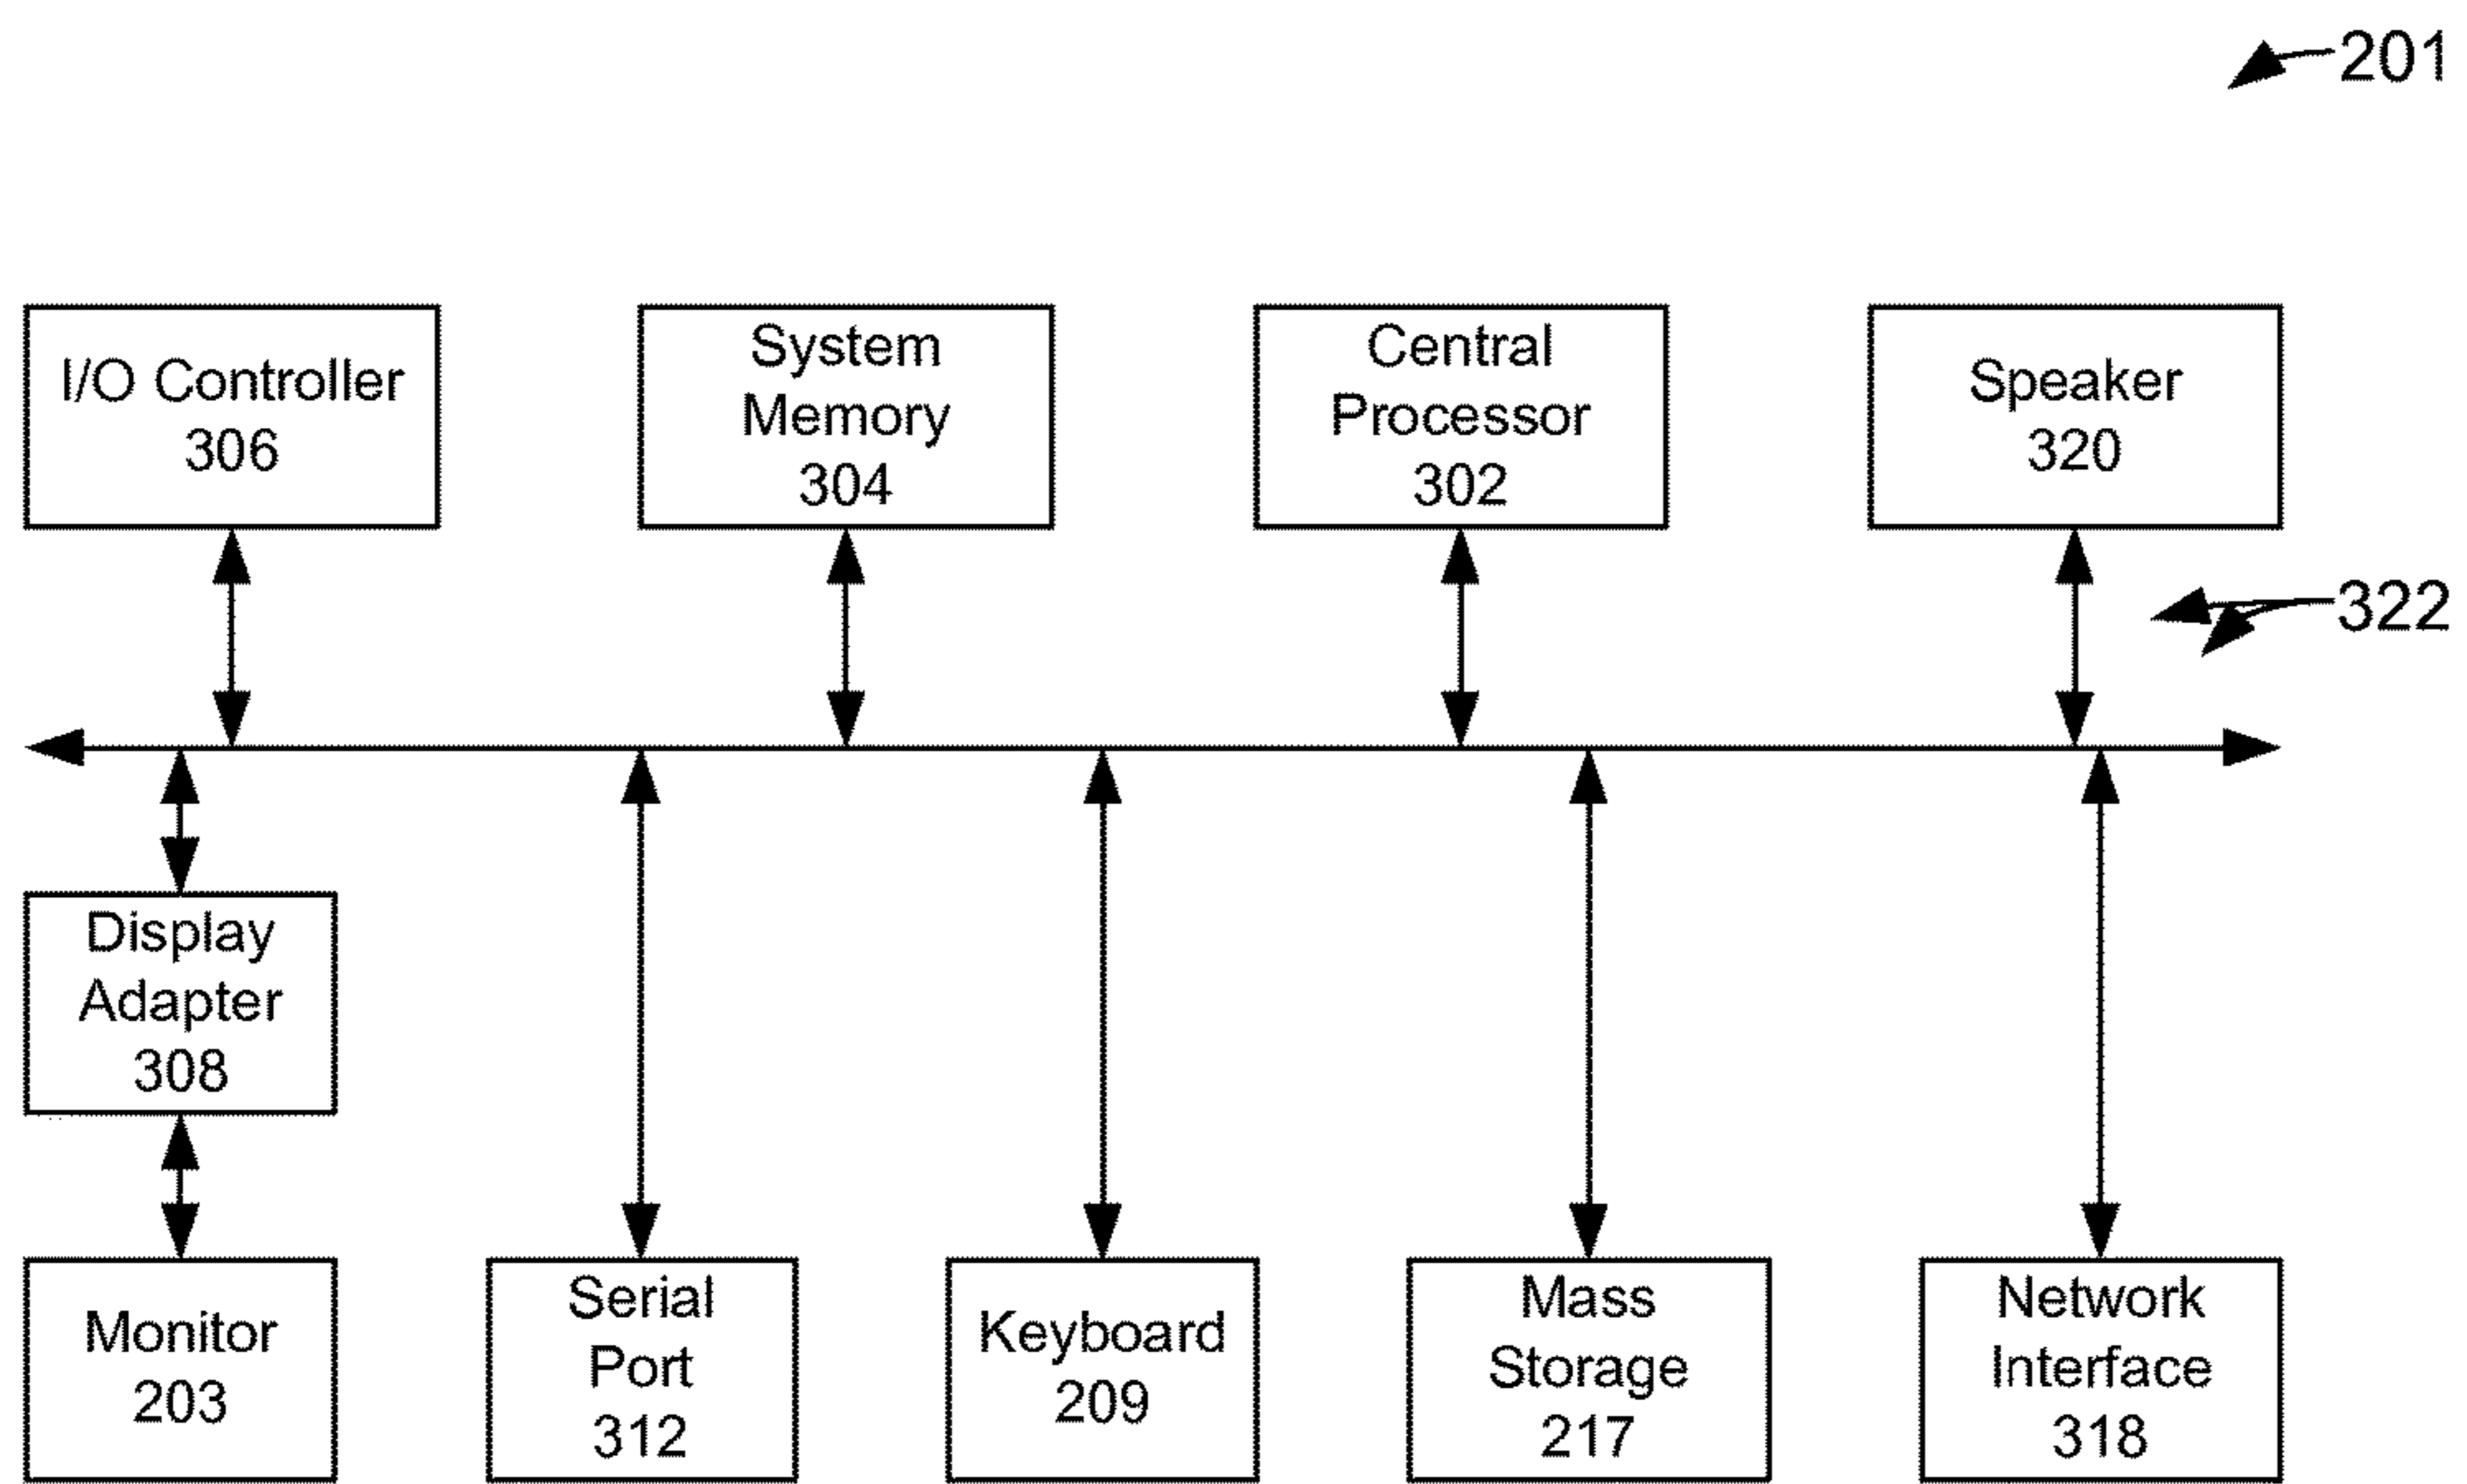 201
I/O Controller
306
System
Memory
304
Central
Processor
302
Speaker
320
322
Display
Adapter
308
Monitor
203
Serial
Port
312
Keyboard
209
Mass
Storage
217
Network
Interface
318